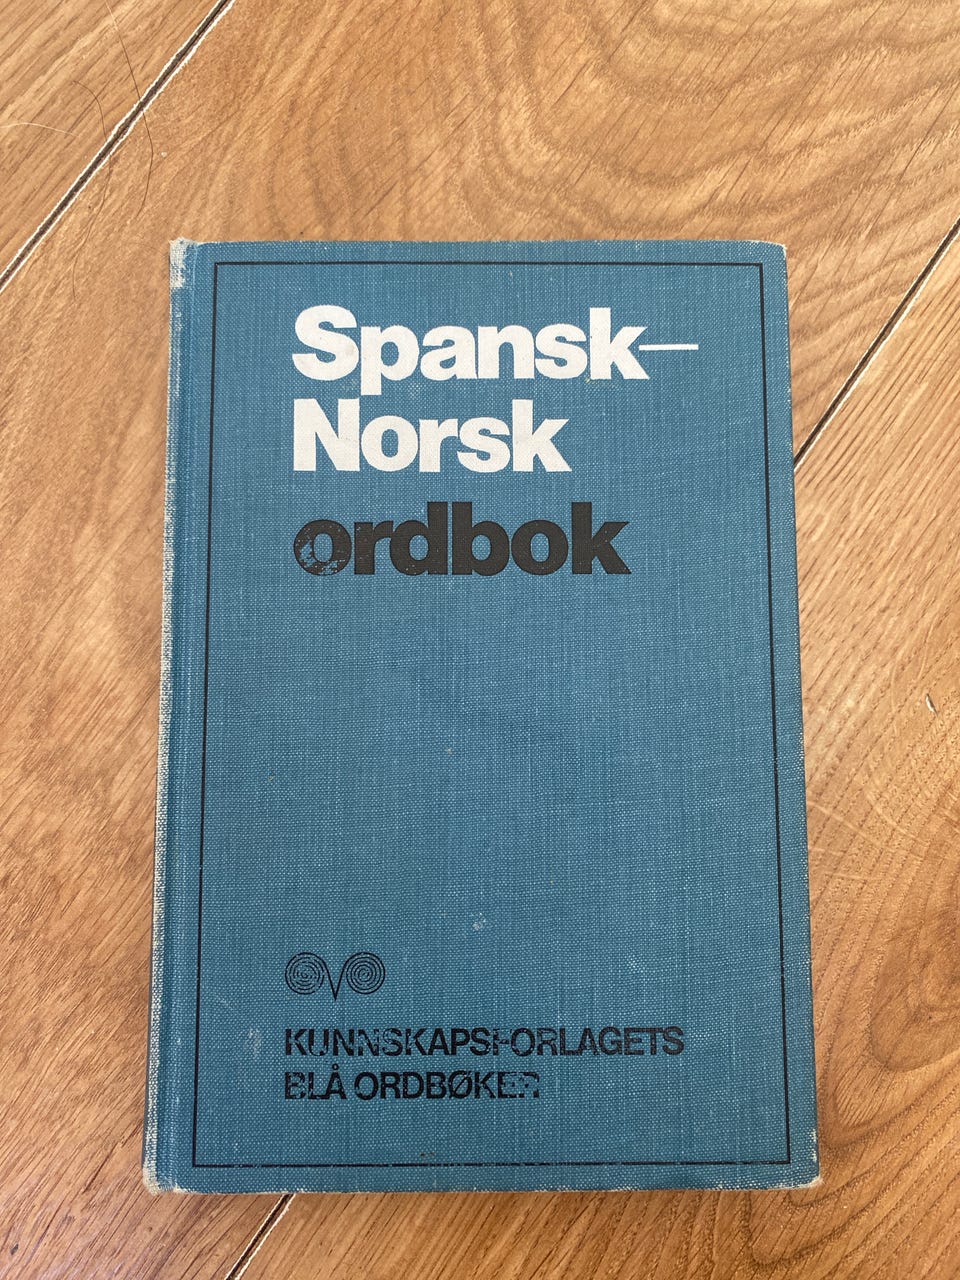 Spansk–
Norsk
ordbok
KUNNSKAPSFORLAGETS
BLÅ ORDBØKER